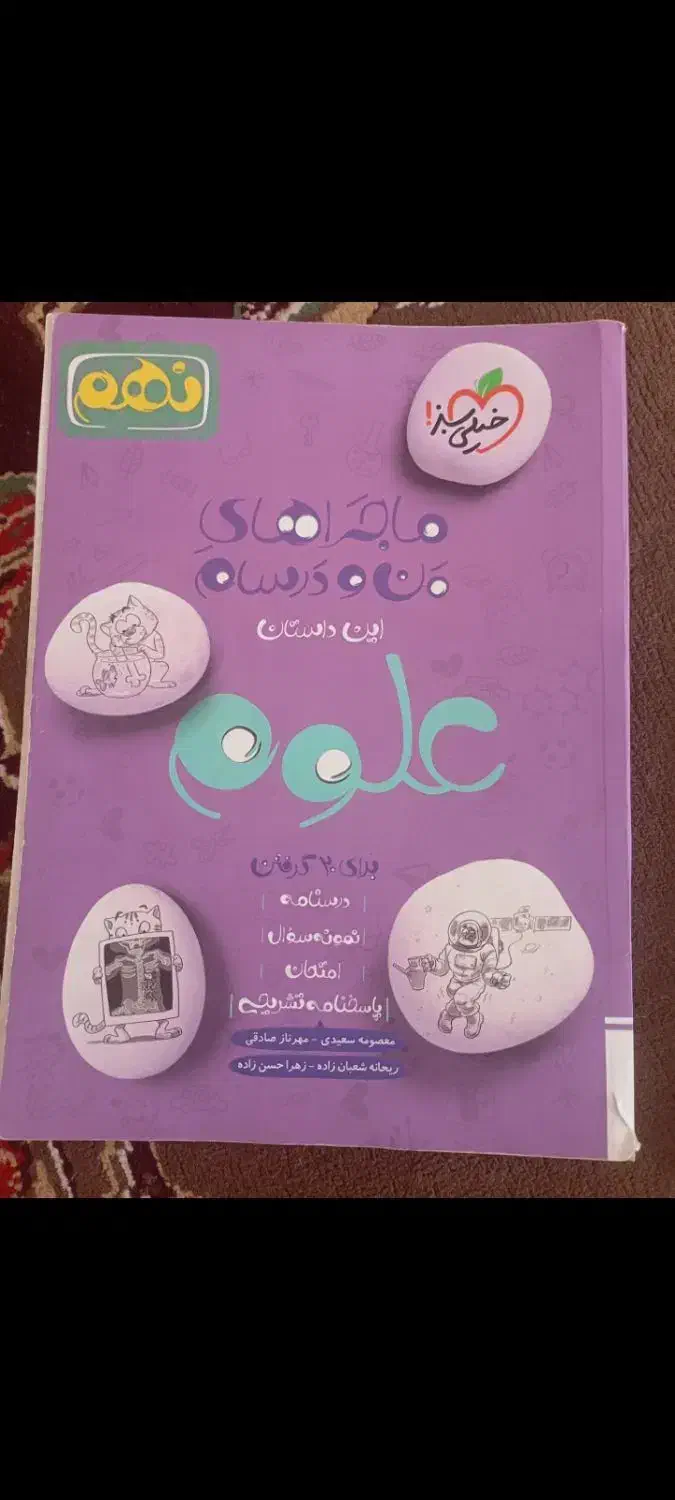 نهم
خیلی سبز!
ماجراهای
من و درسام
این داستان
علوم
برای ۲۰ گرفتن
درسنامه
نمونه سؤال
امتحان
پاسخنامه تشریحی
معصومه سعیدی - مهرناز صادقی
ریحانه شعبان زاده - زهرا حسن زاده